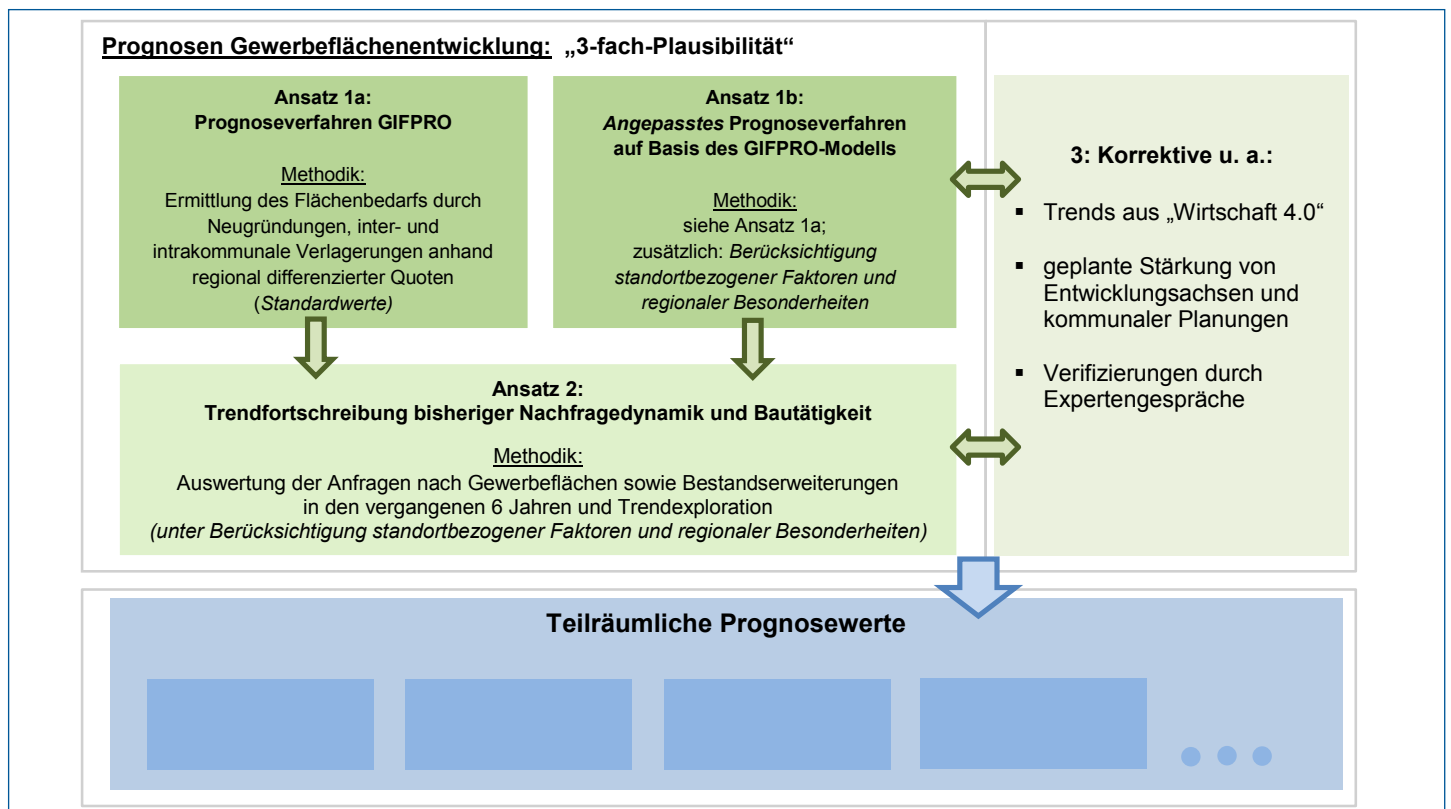 Prognosen Gewerbeflächenentwicklung: „3-fach-Plausibilität“
Ansatz 1a:
Prognoseverfahren GIFPRO
Methodik:
Ermittlung des Flächenbedarfs durch
Neugründungen, inter- und
intrakommunale Verlagerungen anhand
regional differenzierter Quoten
(Standardwerte)
Ansatz 1b:
Angepasstes Prognoseverfahren
auf Basis des GIFPRO-Modells
Methodik:
siehe Ansatz 1a;
zusätzlich: Berücksichtigung
standortbezogener Faktoren und
regionaler Besonderheiten
Ansatz 2:
Trendfortschreibung bisheriger Nachfragedynamik und Bautätigkeit
Methodik:
Auswertung der Anfragen nach Gewerbeflächen sowie Bestandserweiterungen
in den vergangenen 6 Jahren und Trendexploration
(unter Berücksichtigung standortbezogener Faktoren und regionaler Besonderheiten)
3: Korrektive u. a.:
▪ Trends aus „Wirtschaft 4.0“
▪ geplante Stärkung von
Entwicklungsachsen und
kommunaler Planungen
▪ Verifizierungen durch
Expertengespräche
Teilräumliche Prognosewerte